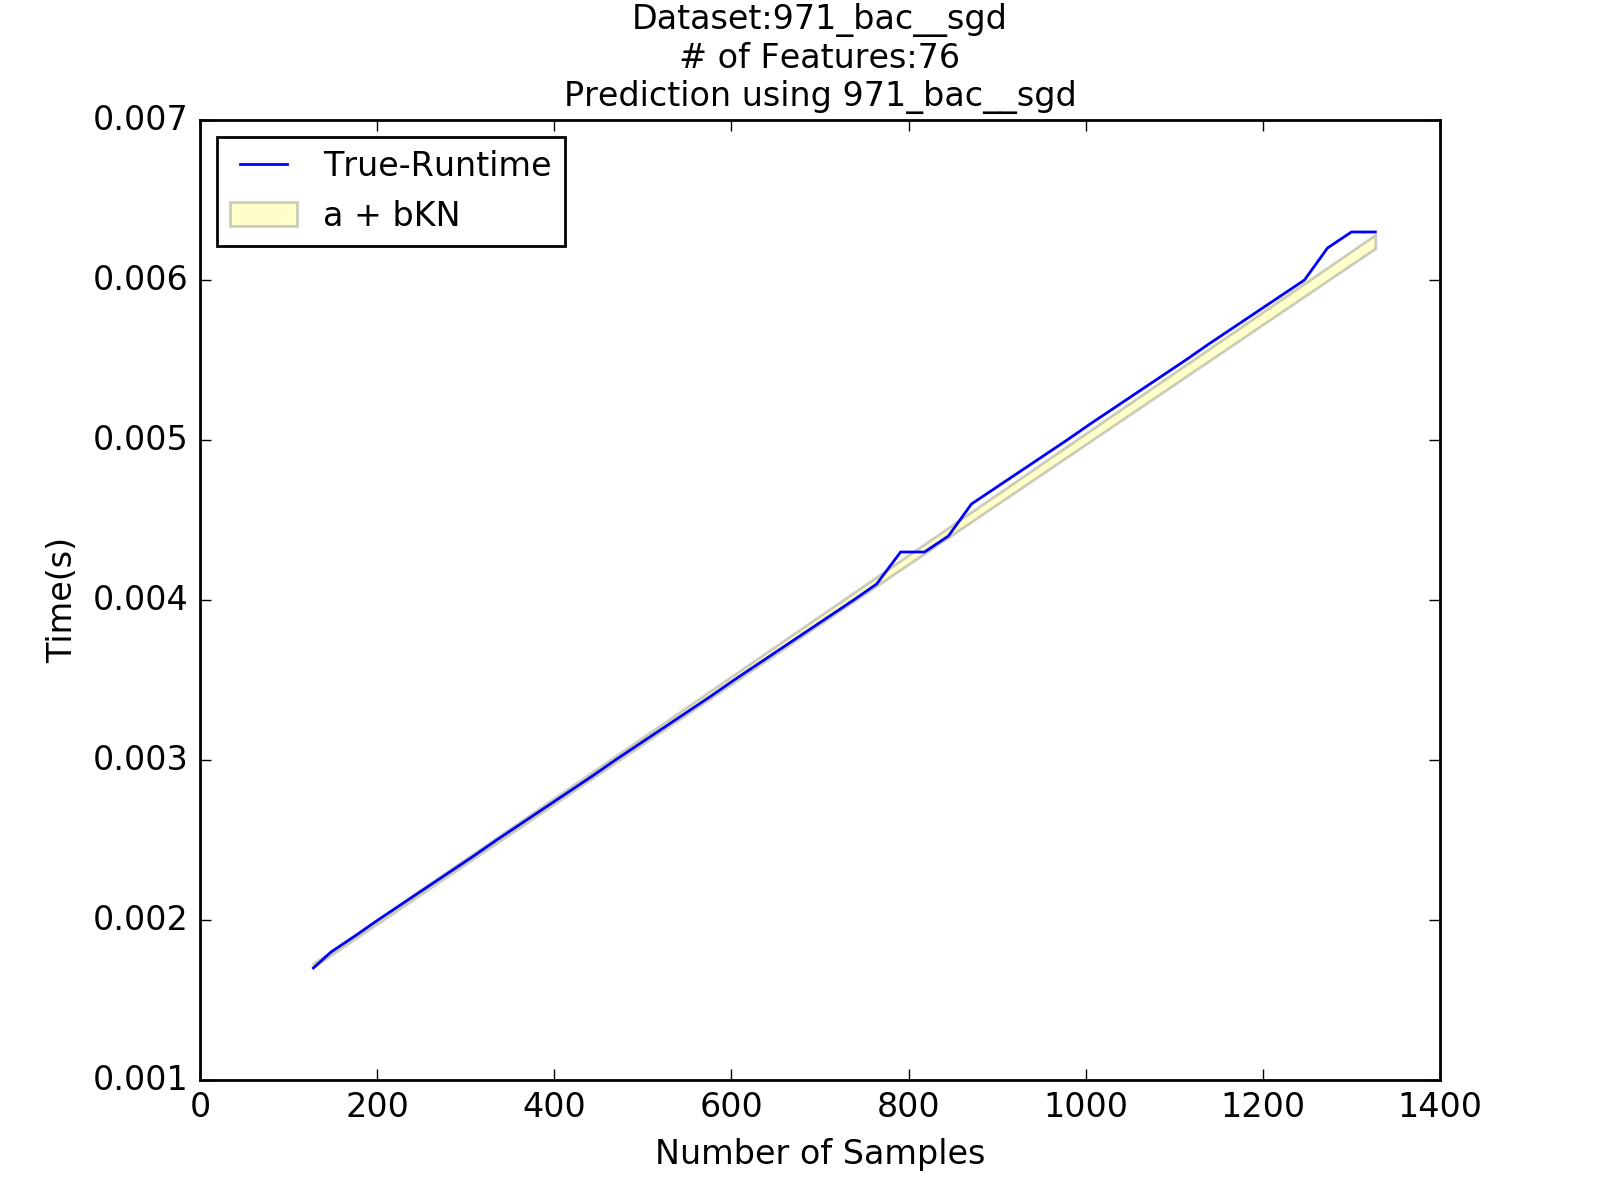 Dataset:971_bac__sgd
# of Features:76
Prediction using 971_bac__sgd
True-Runtime
a + bKN
0.007
0.006
0.005
0.004
0.003
0.002
0.001
Time(s)
0 200 400 600 800 1000 1200 1400
Number of Samples